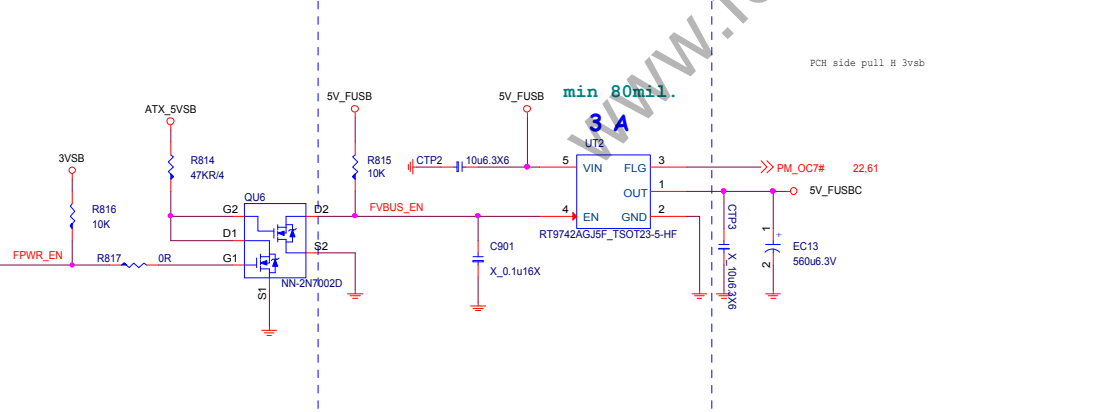 www.
PCH side pull H 3vsb
min 80mil.
3 A
5V_FUSB
5V_FUSB
ATX_5VSB
UT2
3VSB
R814
47KR/4
R815
10K
CTP2
10u6.3X6
5
VIN
FLG
3
PM_OC7#
22,61
OUT
1
5V_FUSBC
QU6
R816
10K
G2
D2
FVBUS_EN
4
EN
GND
2
RT9742AGJ5F_TSOT23-5-HF
D1
S2
C901
X_0.1u16X
CTP3
X_10u6.3X6
1
+
EC13
560u6.3V
2
FPWR_EN
R817
0R
G1
NN-2N7002D
S1